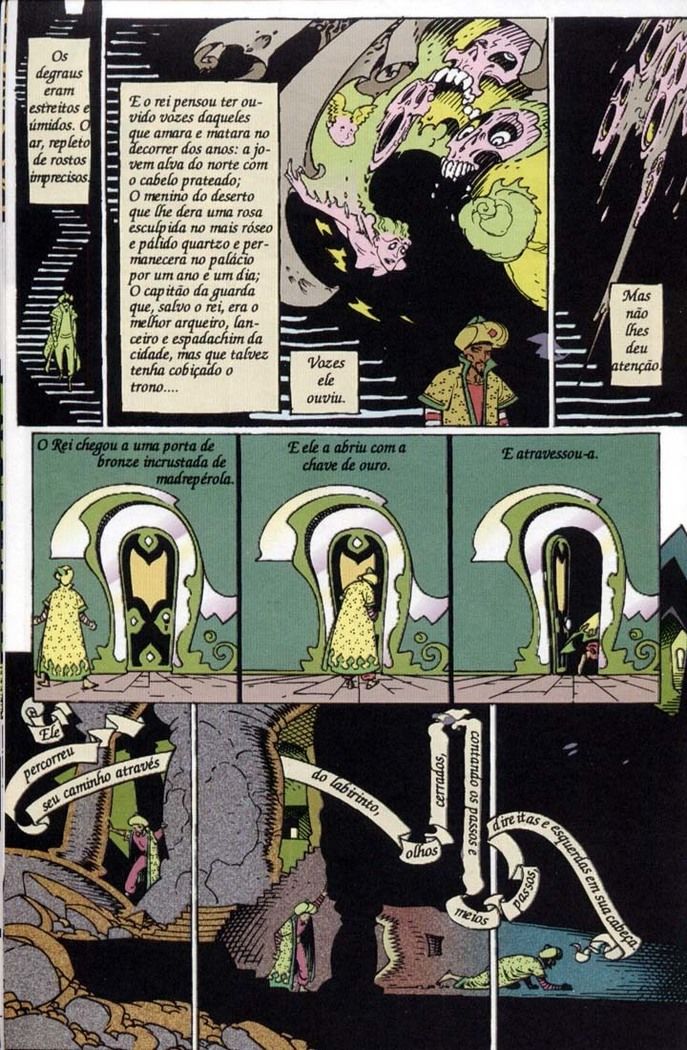 Os
degraus
eram
estreitos e
úmidos. O
ar, repleto
de rostos
imprecisos.
E o rei pensou ter ou-
vido vozes daqueles
que amara e matara no
decorrer dos anos: a jo-
vem alva do norte com
o cabelo prateado;
O menino do deserto
que lhe dera uma rosa
esculpida no mais róseo
e pálido quartzo e per-
manecera no palácio
por um ano e um dia;
O capitão da guarda
que, salvo o rei, era o
melhor arqueiro, lan-
ceiro e espadachim da
cidade, mas que talvez
tenha cobiçado o
trono....
Vozes
ele
ouviu.
Mas
não
lhes
deu
atenção.
O Rei chegou a uma porta de
bronze incrustada de
madrepérola.
E ele a abriu com a
chave de ouro.
E atravessou-a.
Ele
percorreu
seu caminho através
do labirinto,
olhos
cerrados,
contando os passos e
meios
passos,
direitas e esquerdas em sua cabeça.